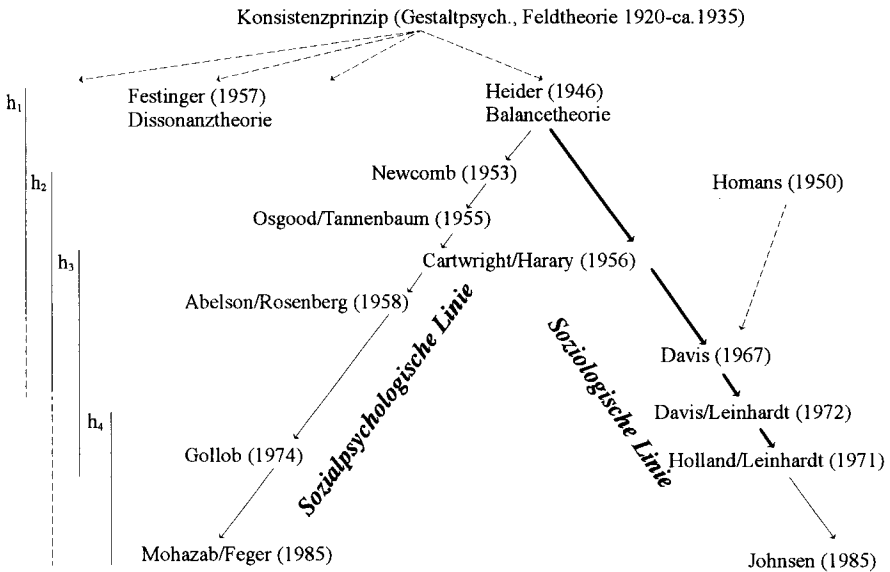 Konsistenzprinzip (Gestaltpsych., Feldtheorie 1920-ca.1935)
h1
Festinger (1957)
Dissonanztheorie
Heider (1946)
Balancetheorie
h2
Newcomb (1953)
Homans (1950)
Osgood/Tannenbaum (1955)
h3
Cartwright/Harary (1956)
Abelson/Rosenberg (1958)
Sozialpsychologische Linie
Soziologische Linie
Davis (1967)
h4
Davis/Leinhardt (1972)
Gollob (1974)
Holland/Leinhardt (1971)
Mohazab/Feger (1985)
Johnsen (1985)